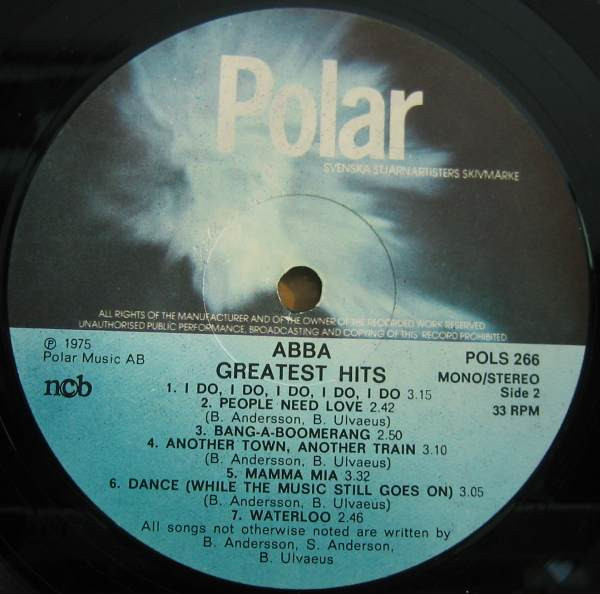 Polar
SVENSKA STJÄRNARTISTERS SKIVMÄRKE
ALL RIGHTS OF THE MANUFACTURER AND OF THE OWNER OF THE RECORDED WORK RESERVED
UNAUTHORISED PUBLIC PERFORMANCE, BROADCASTING AND COPYING OF THIS RECORD PROHIBITED
℗ 1975
Polar Music AB
ncb
ABBA
GREATEST HITS
POLS 266
MONO/STEREO
Side 2
33 RPM
1. I DO, I DO, I DO, I DO, I DO 3.15
2. PEOPLE NEED LOVE 2.42
(B. Andersson, B. Ulvaeus)
3. BANG-A-BOOMERANG 2.50
4. ANOTHER TOWN, ANOTHER TRAIN 3.10
(B. Andersson, B. Ulvaeus)
5. MAMMA MIA 3.32
6. DANCE (WHILE THE MUSIC STILL GOES ON) 3.05
(B. Andersson, B. Ulvaeus)
7. WATERLOO 2.46
All songs not otherwise noted are written by
B. Andersson, S. Anderson,
B. Ulvaeus